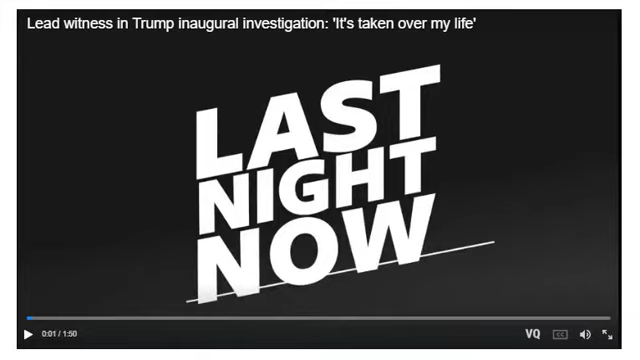 Lead witness in Trump inaugural investigation: 'It's taken over my life'
LAST
NIGHT
NOW
0:01 / 1:50
VQ
CC